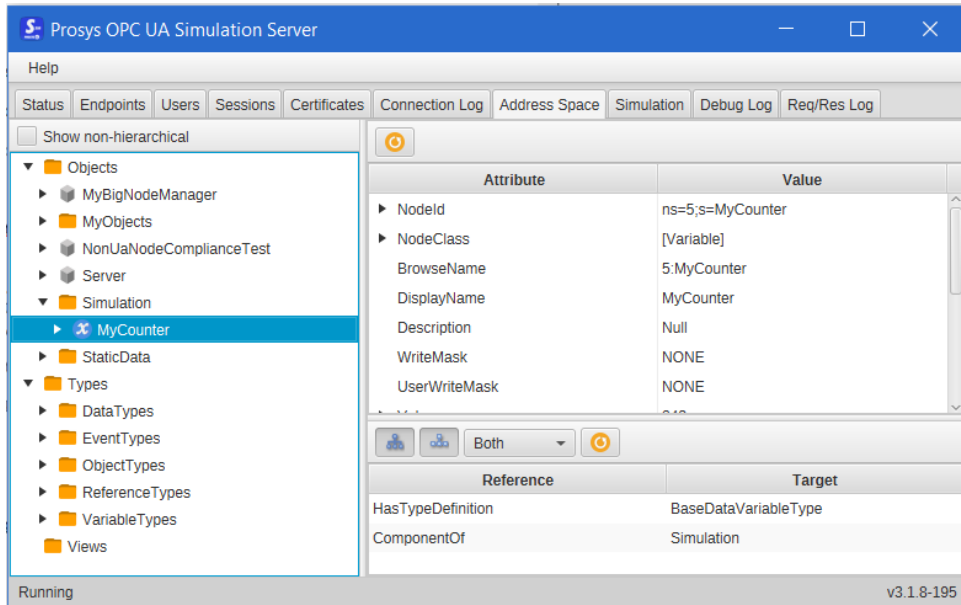 Prosys OPC UA Simulation Server
Help
Status Endpoints Users Sessions Certificates Connection Log Address Space Simulation Debug Log Req/Res Log
Show non-hierarchical
Objects
MyBigNodeManager
MyObjects
NonUaNodeComplianceTest
Server
Simulation
MyCounter
StaticData
Types
DataTypes
EventTypes
ObjectTypes
ReferenceTypes
VariableTypes
Views
Attribute Value
NodeId ns=5;s=MyCounter
NodeClass [Variable]
BrowseName 5:MyCounter
DisplayName MyCounter
Description Null
WriteMask NONE
UserWriteMask NONE
Both
Reference Target
HasTypeDefinition BaseDataVariableType
ComponentOf Simulation
Running v3.1.8-195